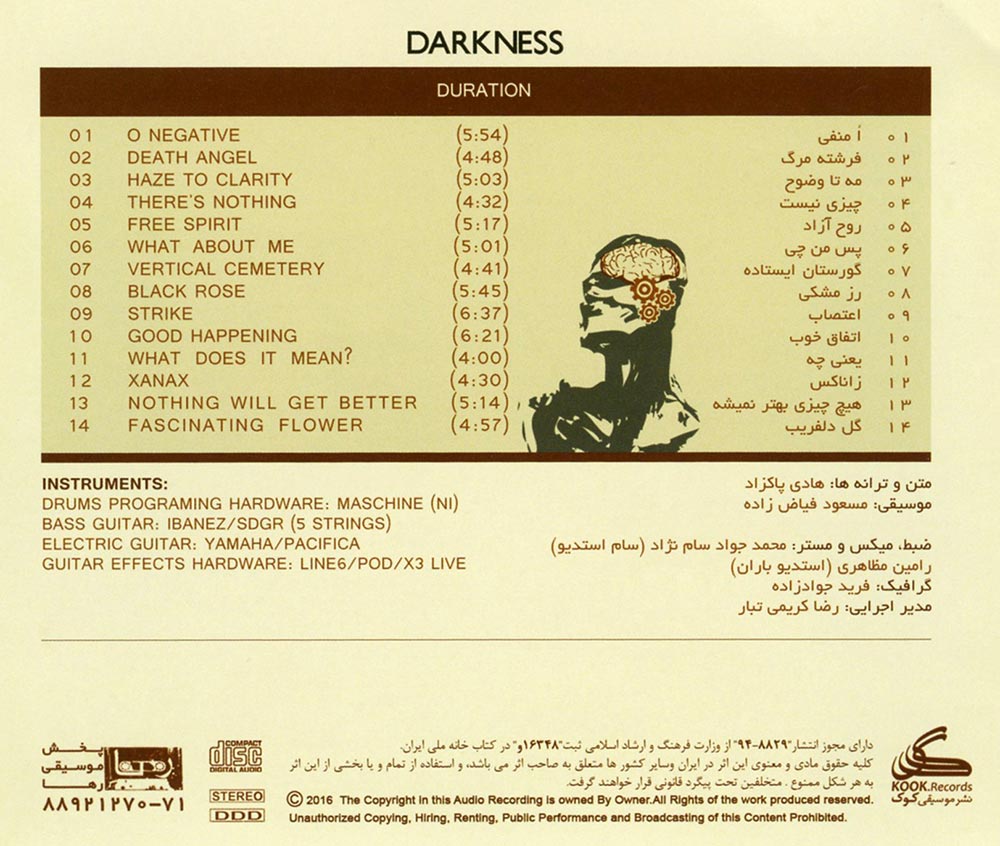 DARKNESS
DURATION
01 O NEGATIVE (5:54) اُ منفی ۰۱
02 DEATH ANGEL (4:48) فرشته مرگ ۰۲
03 HAZE TO CLARITY (5:03) مه تا وضوح ۰۳
04 THERE'S NOTHING (4:32) چیزی نیست ۰۴
05 FREE SPIRIT (5:17) روح آزاد ۰۵
06 WHAT ABOUT ME (5:01) پس من چی ۰۶
07 VERTICAL CEMETERY (4:41) گورستان ایستاده ۰۷
08 BLACK ROSE (5:45) رز مشکی ۰۸
09 STRIKE (6:37) اعتصاب ۰۹
10 GOOD HAPPENING (6:21) اتفاق خوب ۱۰
11 WHAT DOES IT MEAN? (4:00) یعنی چه ۱۱
12 XANAX (4:30) زاناکس ۱۲
13 NOTHING WILL GET BETTER (5:14) هیچ چیزی بهتر نمیشه ۱۳
14 FASCINATING FLOWER (4:57) گل دلفریب ۱۴
INSTRUMENTS:
DRUMS PROGRAMING HARDWARE: MASCHINE (NI)
BASS GUITAR: IBANEZ/SDGR (5 STRINGS)
ELECTRIC GUITAR: YAMAHA/PACIFICA
GUITAR EFFECTS HARDWARE: LINE6/POD/X3 LIVE
متن و ترانه ها: هادی پاکزاد
موسیقی: مسعود فیاض زاده
ضبط، میکس و مستر: محمد جواد سام نژاد (سام استدیو)
رامین مظاهری (استدیو باران)
گرافیک: فرید جوادزاده
مدیر اجرایی: رضا کریمی تبار
پخش
موسیقی
رها
۸۸۹۲۱۲۷۰-۷۱
COMPACT
disc
DIGITAL AUDIO
STEREO
DDD
دارای مجوز انتشار"۸۸۲۹-۹۴" از وزارت فرهنگ و ارشاد اسلامی ثبت"۱۶۳۴۸و" در کتاب خانه ملی ایران.
کلیه حقوق مادی و معنوی این اثر در ایران وسایر کشور ها متعلق به صاحب اثر می باشد، و استفاده از تمام و یا بخشی از این اثر
به هر شکل ممنوع . متخلفین تحت پیگرد قانونی قرار خواهند گرفت.
© 2016 The Copyright in this Audio Recording is owned By Owner.All Rights of the work produced reserved.
Unauthorized Copying, Hiring, Renting, Public Performance and Broadcasting of this Content Prohibited.
KOOK.Records
نشر موسیقی کوک